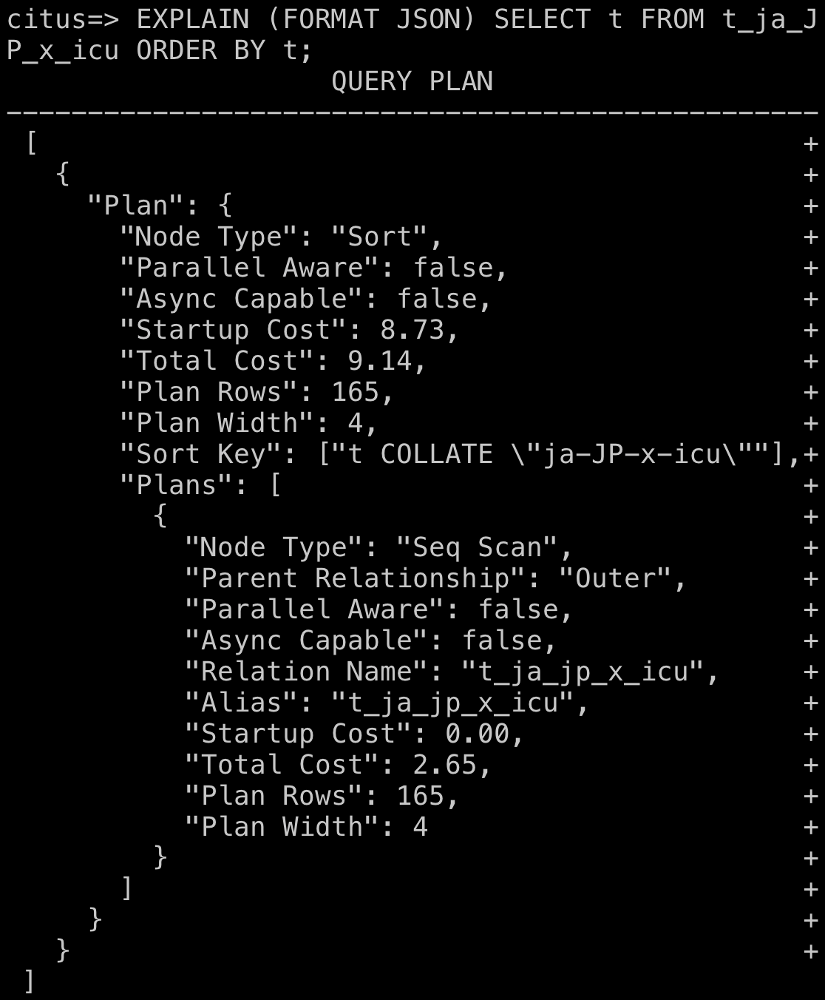 citus=> EXPLAIN (FORMAT JSON) SELECT t FROM t_ja_J
P_x_icu ORDER BY t;
                    QUERY PLAN
--------------------------------------------------
 [                                               +
   {                                             +
     "Plan": {                                   +
       "Node Type": "Sort",                      +
       "Parallel Aware": false,                  +
       "Async Capable": false,                   +
       "Startup Cost": 8.73,                     +
       "Total Cost": 9.14,                       +
       "Plan Rows": 165,                         +
       "Plan Width": 4,                          +
       "Sort Key": ["t COLLATE \"ja-JP-x-icu\""],+
       "Plans": [                                +
         {                                       +
           "Node Type": "Seq Scan",              +
           "Parent Relationship": "Outer",       +
           "Parallel Aware": false,              +
           "Async Capable": false,               +
           "Relation Name": "t_ja_jp_x_icu",     +
           "Alias": "t_ja_jp_x_icu",             +
           "Startup Cost": 0.00,                 +
           "Total Cost": 2.65,                   +
           "Plan Rows": 165,                     +
           "Plan Width": 4                       +
         }                                       +
       ]                                         +
     }                                           +
   }                                             +
 ]